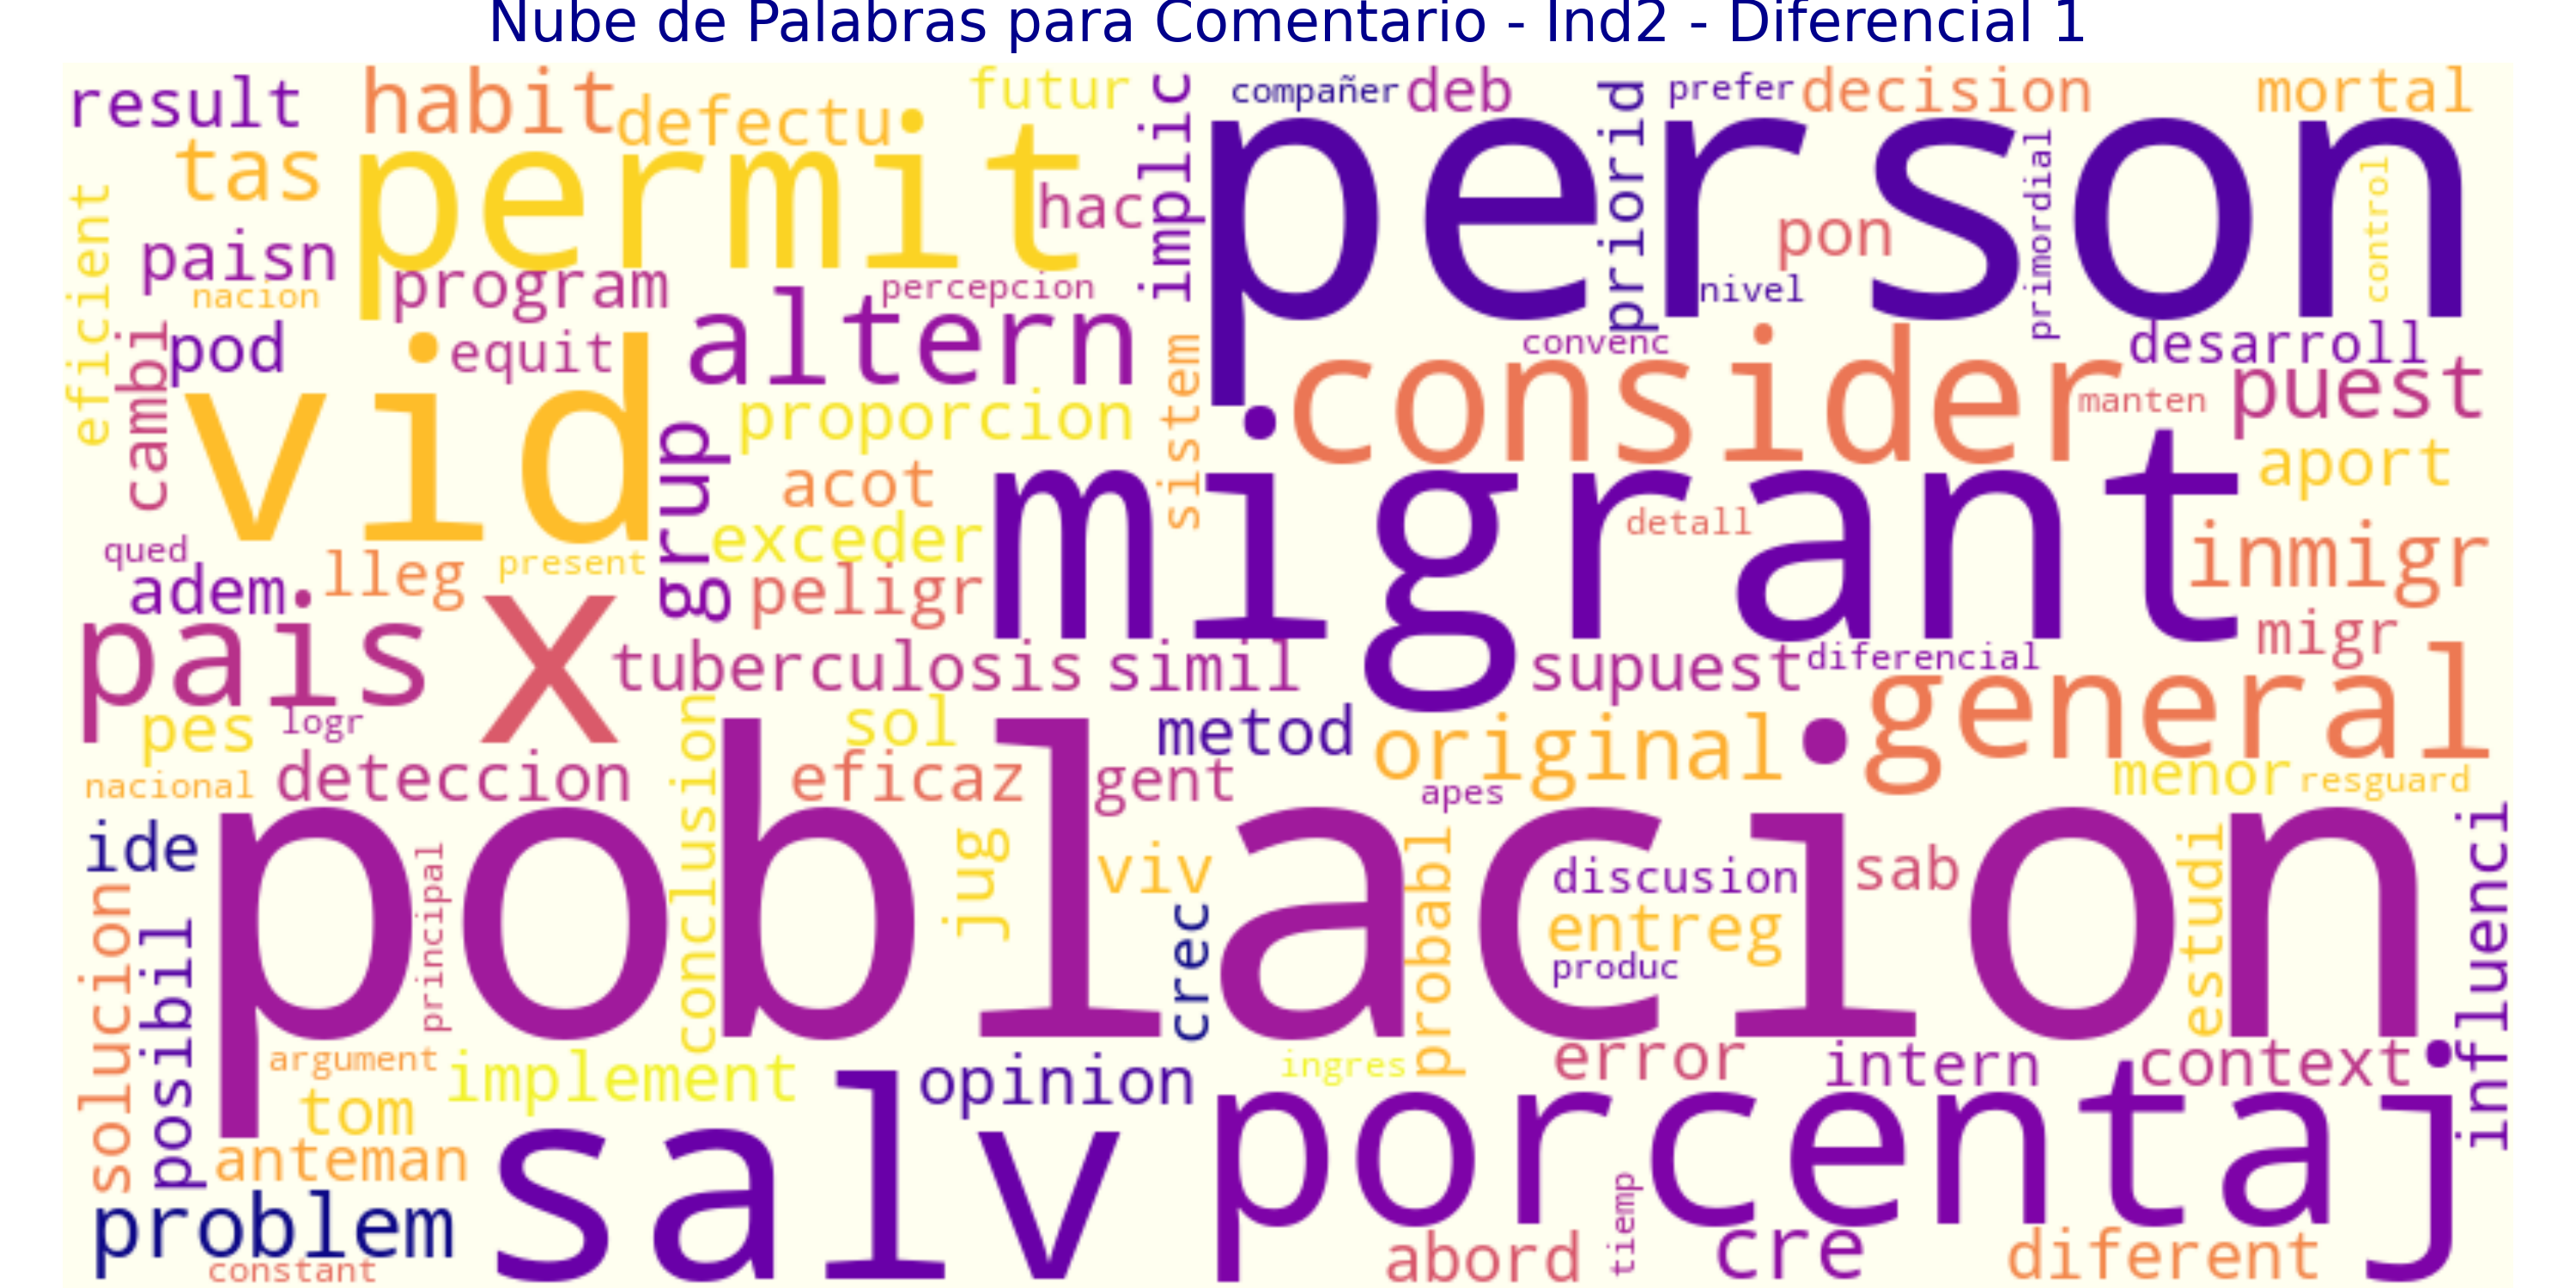 Nube de Palabras para Comentario - Ind2 - Diferencial 1
result
habit
defectu
futur
implic
compañer
deb
priorid
prefer
decision
mortal
tas
permit
hac
person
pon
primordial
control
eficient
paisn
nacion
program
percepcion
nivel
cambi
pod
equit
altern
sistem
convenc
desarroll
vid
grup
proporcion
consider
manten
puest
acot
migrant
detall
aport
qued
exceder
inmigr
adem
lleg
present
peligr
pais
x
tuberculosis
simil
supuest
diferencial
migr
pes
logr
conclusion
sol
metod
original
general
nacional
deteccion
eficaz
gent
apes
menor
resguard
ide
poblacion
principal
jug
viv
crec
probabl
discusion
entreg
produc
sab
estudi
influenci
solucion
posibil
argument
implement
opinion
ingres
error
intern
context
tom
anteman
salv
porcentaj
problem
constant
abord
tiemp
cre
diferent